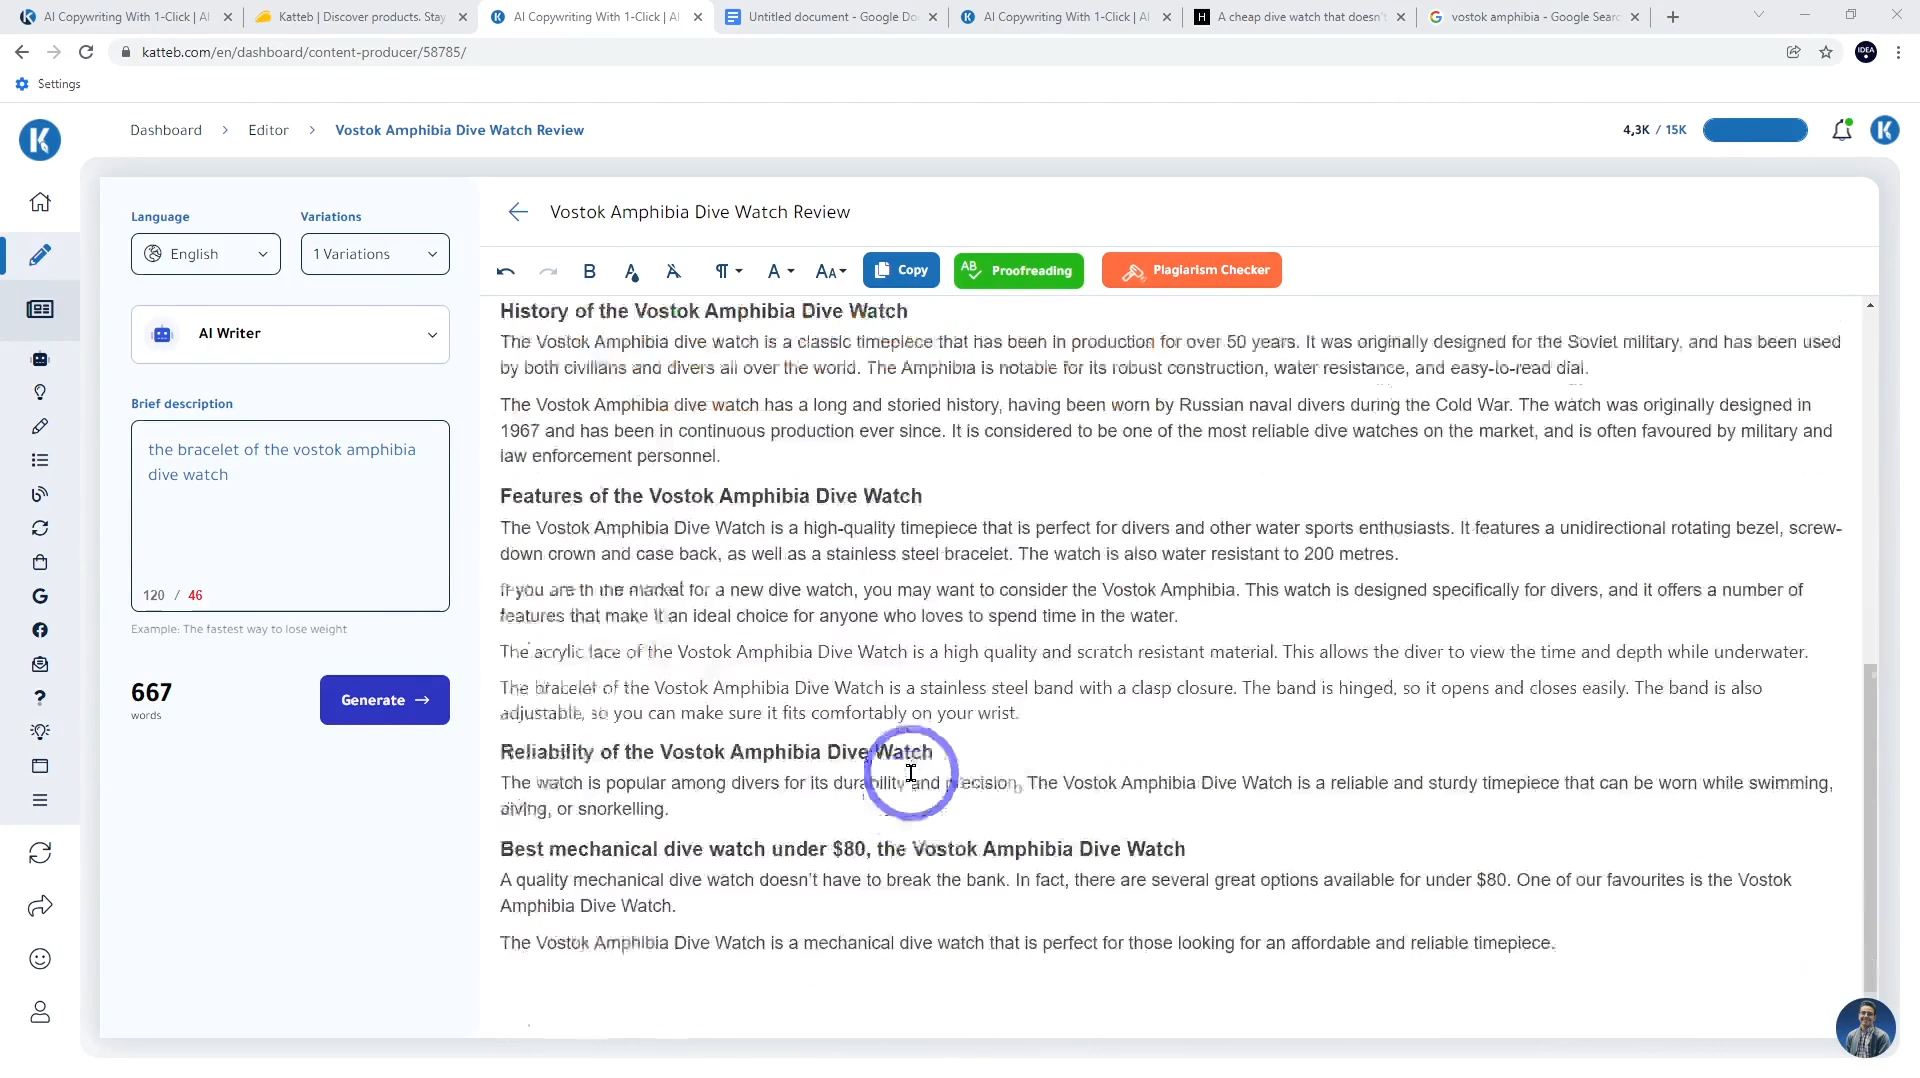 AI Copywriting With 1-Click | AI
Katteb | Discover products. Stay
AI Copywriting With 1-Click | AI
Untitled document - Google Do
AI Copywriting With 1-Click | AI
A cheap dive watch that doesn't
vostok amphibia - Google Searc
katteb.com/en/dashboard/content-producer/58785/
IDEA
Settings
K
Dashboard > Editor > Vostok Amphibia Dive Watch Review
4,3K / 15K
K
Language
Variations
English
1 Variations
AI Writer
Brief description
the bracelet of the vostok amphibia
dive watch
120 / 46
Example: The fastest way to lose weight
667
words
Generate →
Vostok Amphibia Dive Watch Review
Copy
Proofreading
Plagiarism Checker
History of the Vostok Amphibia Dive Watch
The Vostok Amphibia dive watch is a classic timepiece that has been in production for over 50 years. It was originally designed for the Soviet military, and has been used
by both civilians and divers all over the world. The Amphibia is notable for its robust construction, water resistance, and easy-to-read dial.
The Vostok Amphibia dive watch has a long and storied history, having been worn by Russian naval divers during the Cold War. The watch was originally designed in
1967 and has been in continuous production ever since. It is considered to be one of the most reliable dive watches on the market, and is often favoured by military and
law enforcement personnel.
Features of the Vostok Amphibia Dive Watch
The Vostok Amphibia Dive Watch is a high-quality timepiece that is perfect for divers and other water sports enthusiasts. It features a unidirectional rotating bezel, screw-
down crown and case back, as well as a stainless steel bracelet. The watch is also water resistant to 200 metres.
If you are in the market for a new dive watch, you may want to consider the Vostok Amphibia. This watch is designed specifically for divers, and it offers a number of
features that make it an ideal choice for anyone who loves to spend time in the water.
The acrylic face of the Vostok Amphibia Dive Watch is a high quality and scratch resistant material. This allows the diver to view the time and depth while underwater.
The bracelet of the Vostok Amphibia Dive Watch is a stainless steel band with a clasp closure. The band is hinged, so it opens and closes easily. The band is also
adjustable, so you can make sure it fits comfortably on your wrist.
Reliability of the Vostok Amphibia Dive Watch
The watch is popular among divers for its durability and precision. The Vostok Amphibia Dive Watch is a reliable and sturdy timepiece that can be worn while swimming,
diving, or snorkelling.
Best mechanical dive watch under $80, the Vostok Amphibia Dive Watch
A quality mechanical dive watch doesn't have to break the bank. In fact, there are several great options available for under $80. One of our favourites is the Vostok
Amphibia Dive Watch.
The Vostok Amphibia Dive Watch is a mechanical dive watch that is perfect for those looking for an affordable and reliable timepiece.